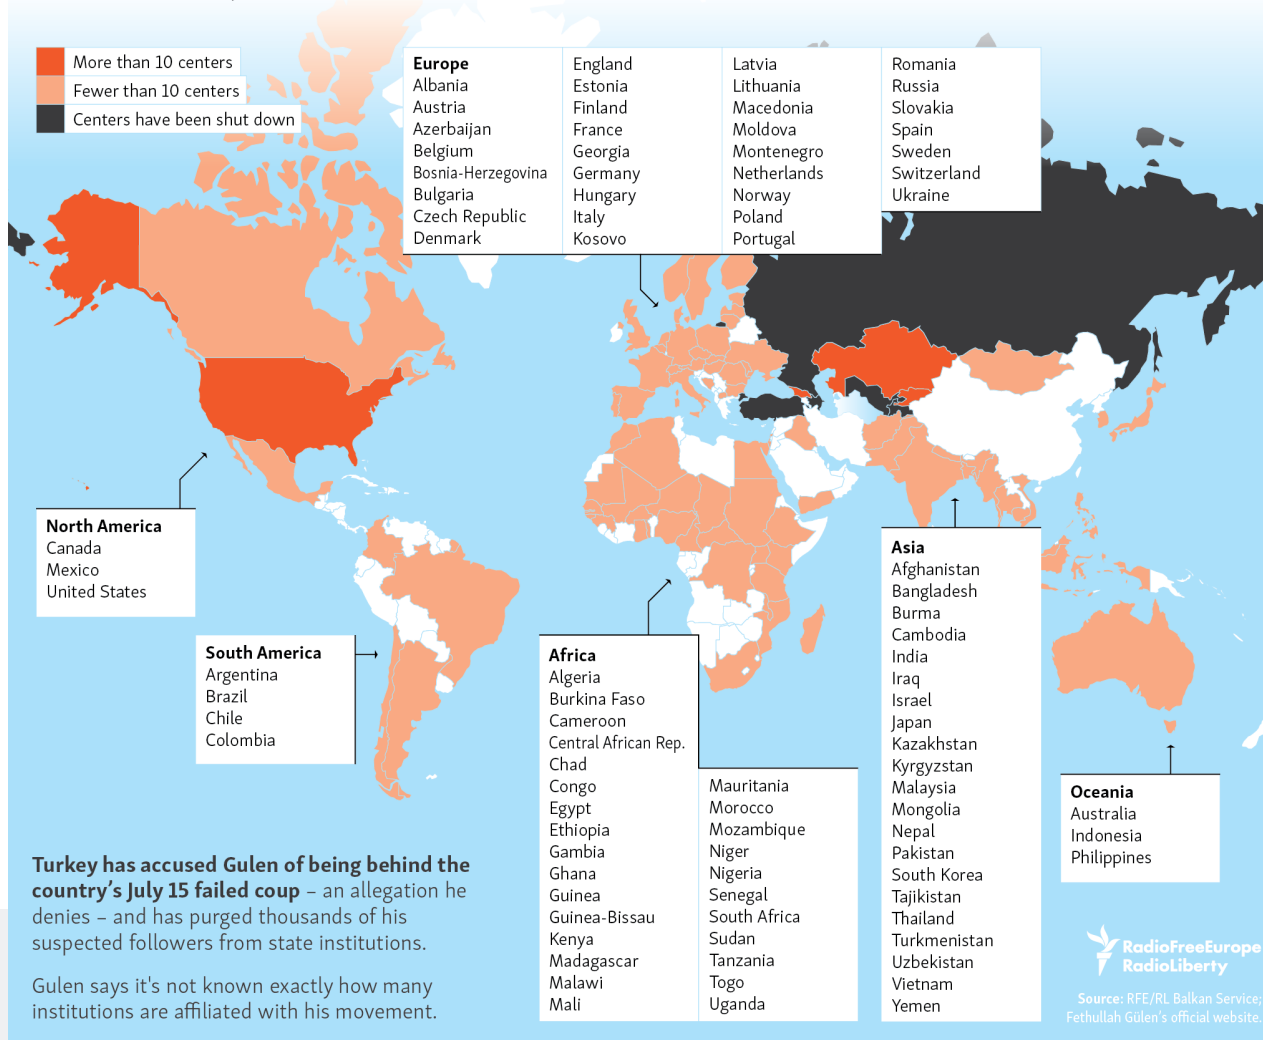 More than 10 centers
Fewer than 10 centers
Centers have been shut down
Europe
Albania
Austria
Azerbaijan
Belgium
Bosnia-Herzegovina
Bulgaria
Czech Republic
Denmark
England
Estonia
Finland
France
Georgia
Germany
Hungary
Italy
Kosovo
Latvia
Lithuania
Macedonia
Moldova
Montenegro
Netherlands
Norway
Poland
Portugal
Romania
Russia
Slovakia
Spain
Sweden
Switzerland
Ukraine
North America
Canada
Mexico
United States
South America
Argentina
Brazil
Chile
Colombia
Africa
Algeria
Burkina Faso
Cameroon
Central African Rep.
Chad
Congo
Egypt
Ethiopia
Gambia
Ghana
Guinea
Guinea-Bissau
Kenya
Madagascar
Malawi
Mali
Mauritania
Morocco
Mozambique
Niger
Nigeria
Senegal
South Africa
Sudan
Tanzania
Togo
Uganda
Asia
Afghanistan
Bangladesh
Burma
Cambodia
India
Iraq
Israel
Japan
Kazakhstan
Kyrgyzstan
Malaysia
Mongolia
Nepal
Pakistan
South Korea
Tajikistan
Thailand
Turkmenistan
Uzbekistan
Vietnam
Yemen
Oceania
Australia
Indonesia
Philippines
Turkey has accused Gulen of being behind the
country’s July 15 failed coup – an allegation he
denies – and has purged thousands of his
suspected followers from state institutions.
Gulen says it's not known exactly how many
institutions are affiliated with his movement.
RadioFreeEurope
RadioLiberty
Source: RFE/RL Balkan Service;
Fethullah Gülen’s official website.